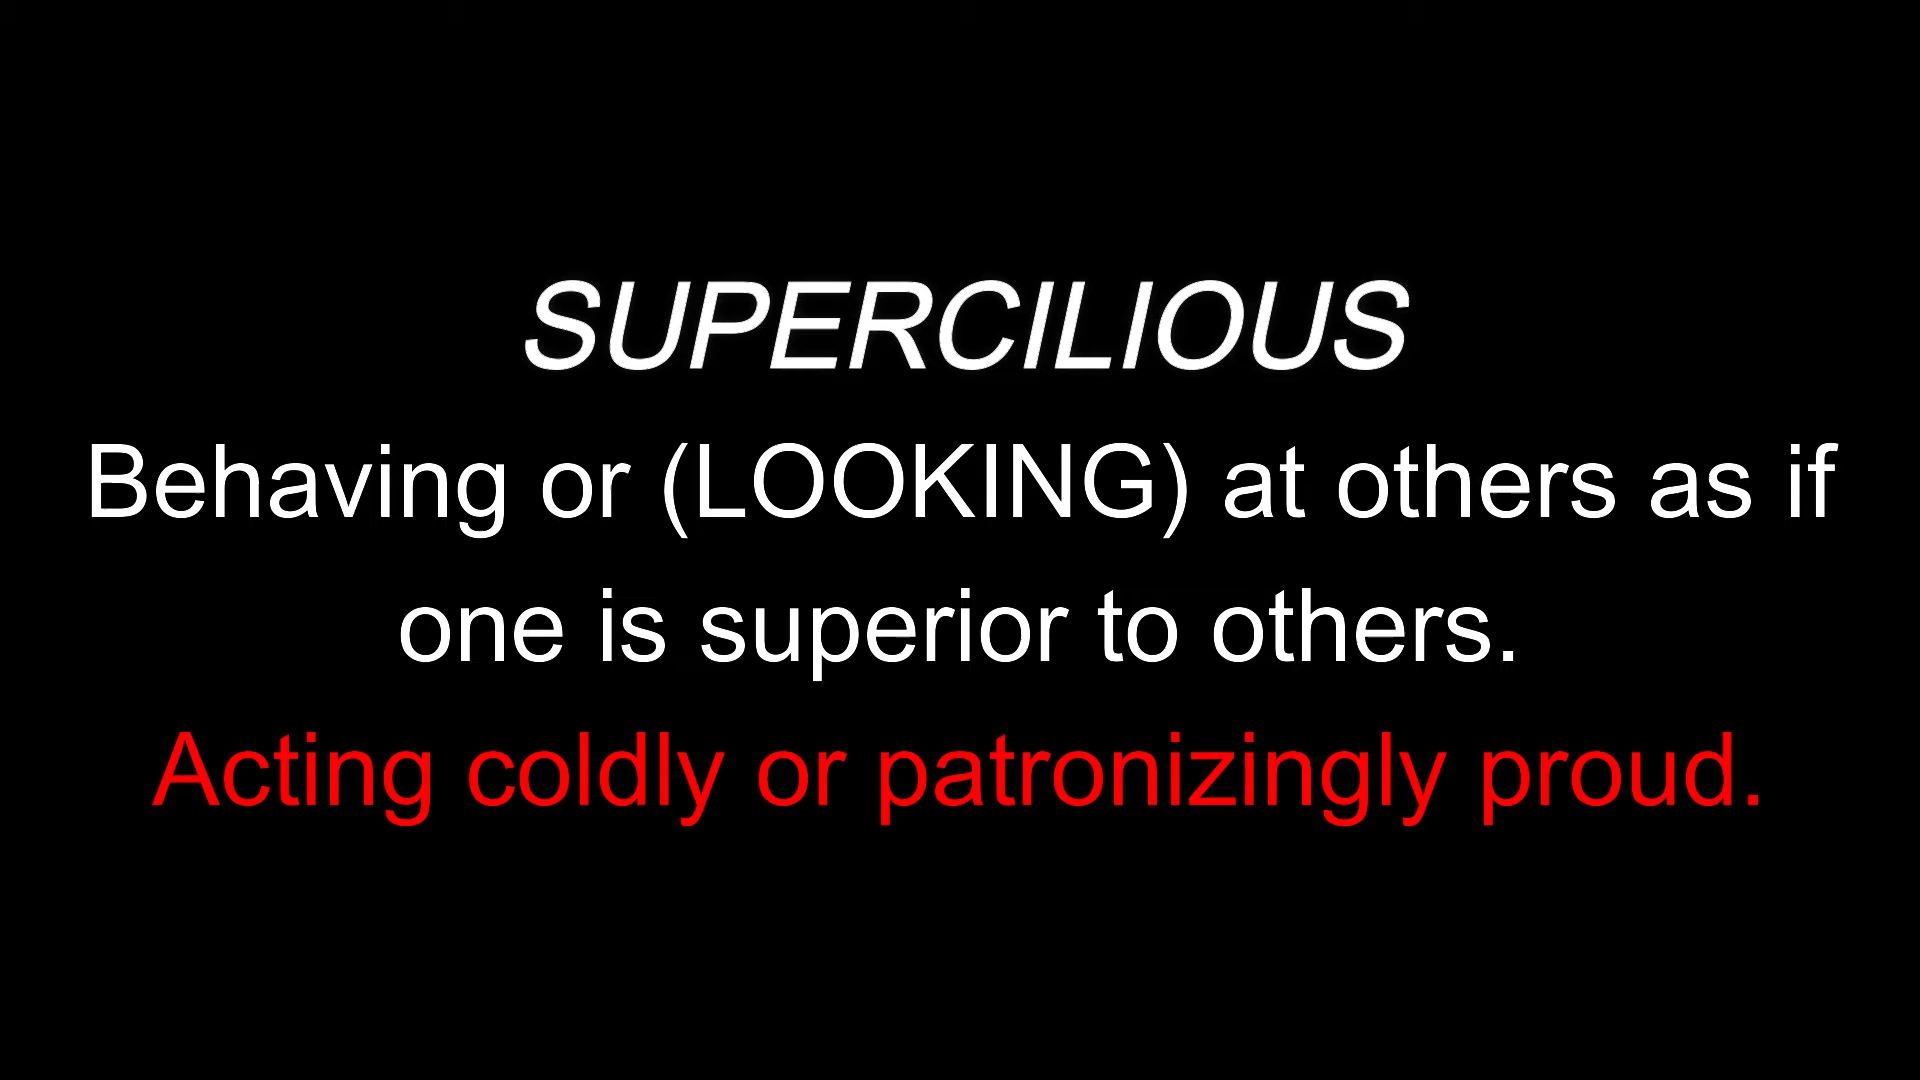 SUPERCILIOUS
Behaving or (LOOKING) at others as if
one is superior to others.
Acting coldly or patronizingly proud.